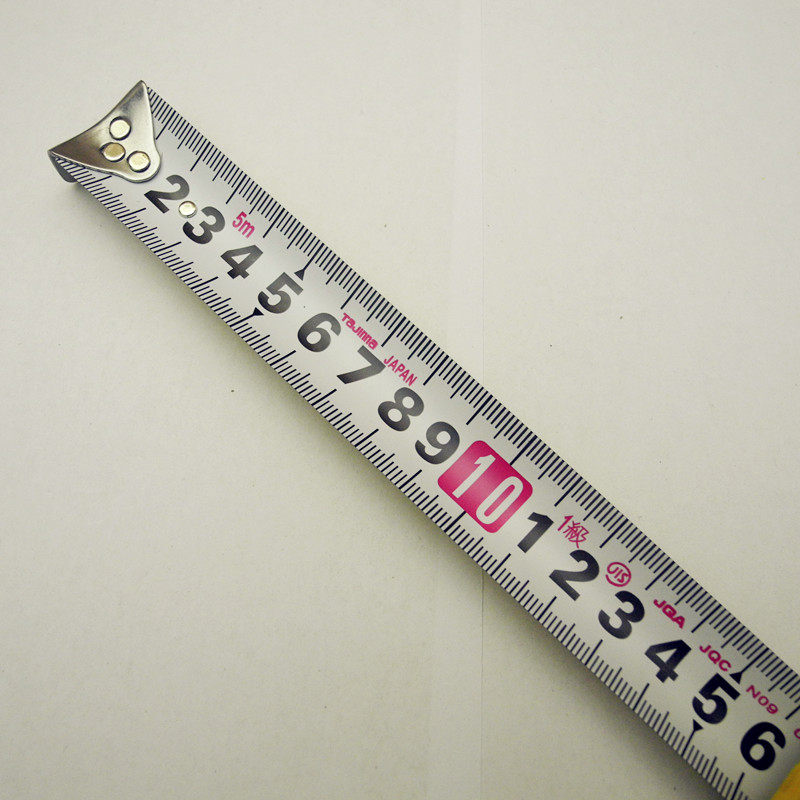 2 3 4 5 6 7 8 9 10 1 2 3 4 5 6
5m
TAJIMA
JAPAN
1級
JIS
JQA
JQC
N09